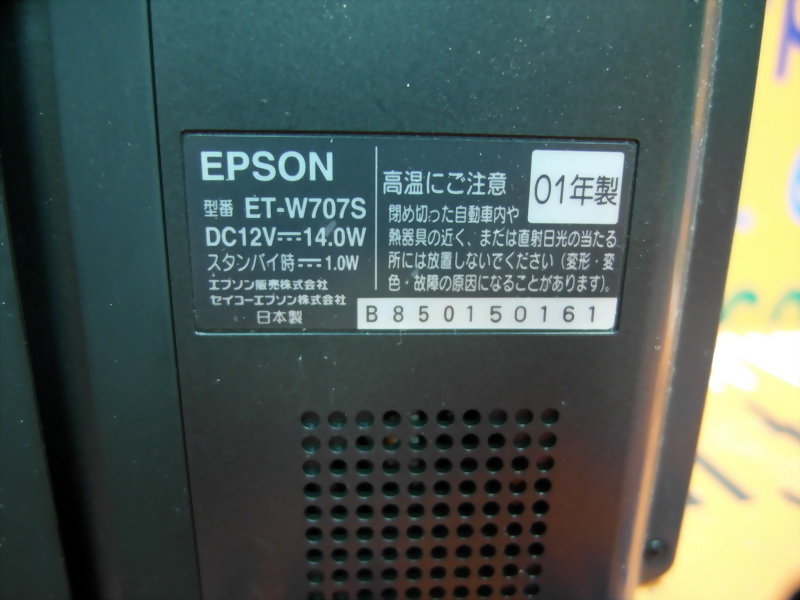 EPSON
型番 ET-W707S
DC12V⎓14.0W
スタンバイ時⎓1.0W
エプソン販売株式会社
セイコーエプソン株式会社
日本製
高温にご注意
01年製
閉め切った自動車内や
熱器具の近く、または直射日光の当たる
所には放置しないでください(変形・変
色・故障の原因になることがあります)。
B850150161